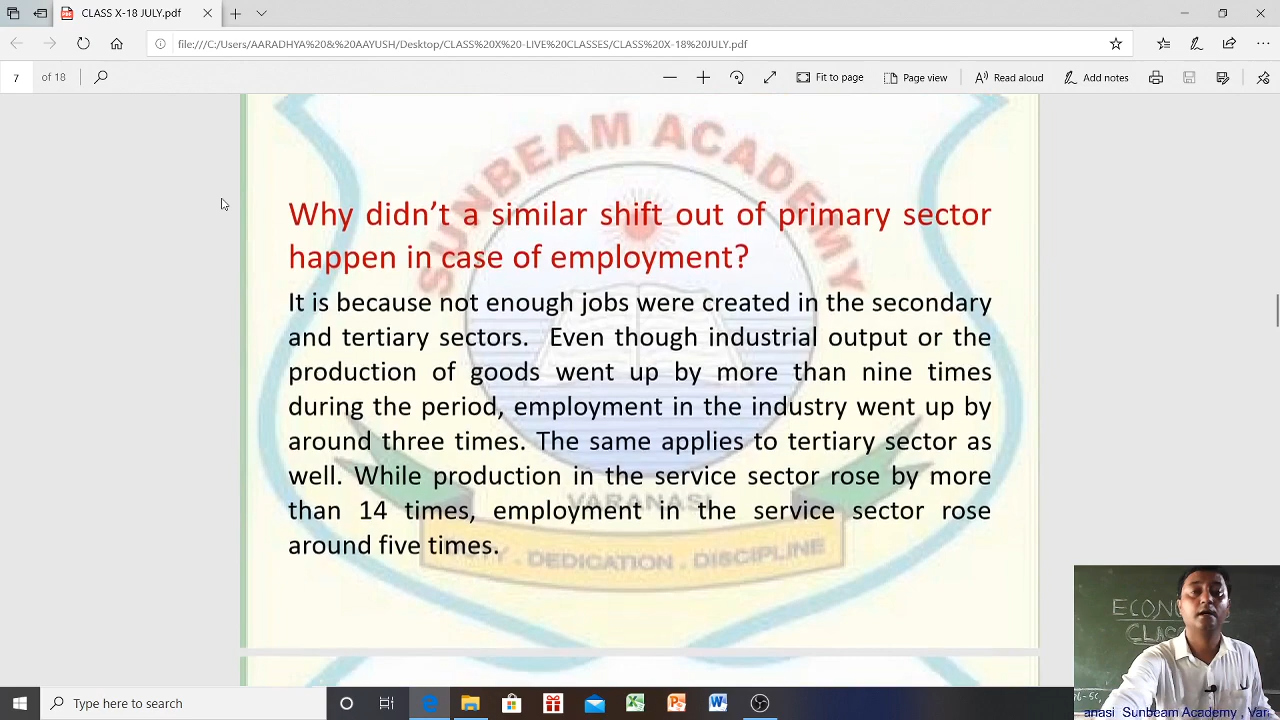 CLASS X-18 JULY.pdf
file:///C:/Users/AARADHYA%20&%20AAYUSH/Desktop/CLASS%20X%20-LIVE%20CLASSES/CLASS%20X-18%20JULY.pdf
7 of 18
Fit to page
Page view
Read aloud
Add notes
SUNBEAM ACADEMY
Why didn't a similar shift out of primary sector
happen in case of employment?
It is because not enough jobs were created in the secondary
and tertiary sectors. Even though industrial output or the
production of goods went up by more than nine times
during the period, employment in the industry went up by
around three times. The same applies to tertiary sector as
well. While production in the service sector rose by more
than 14 times, employment in the service sector rose
around five times.
VARANASI
. DEDICATION . DISCIPLINE
ECON
CLAS
anasi Sunbeam Academy . Var
Type here to search